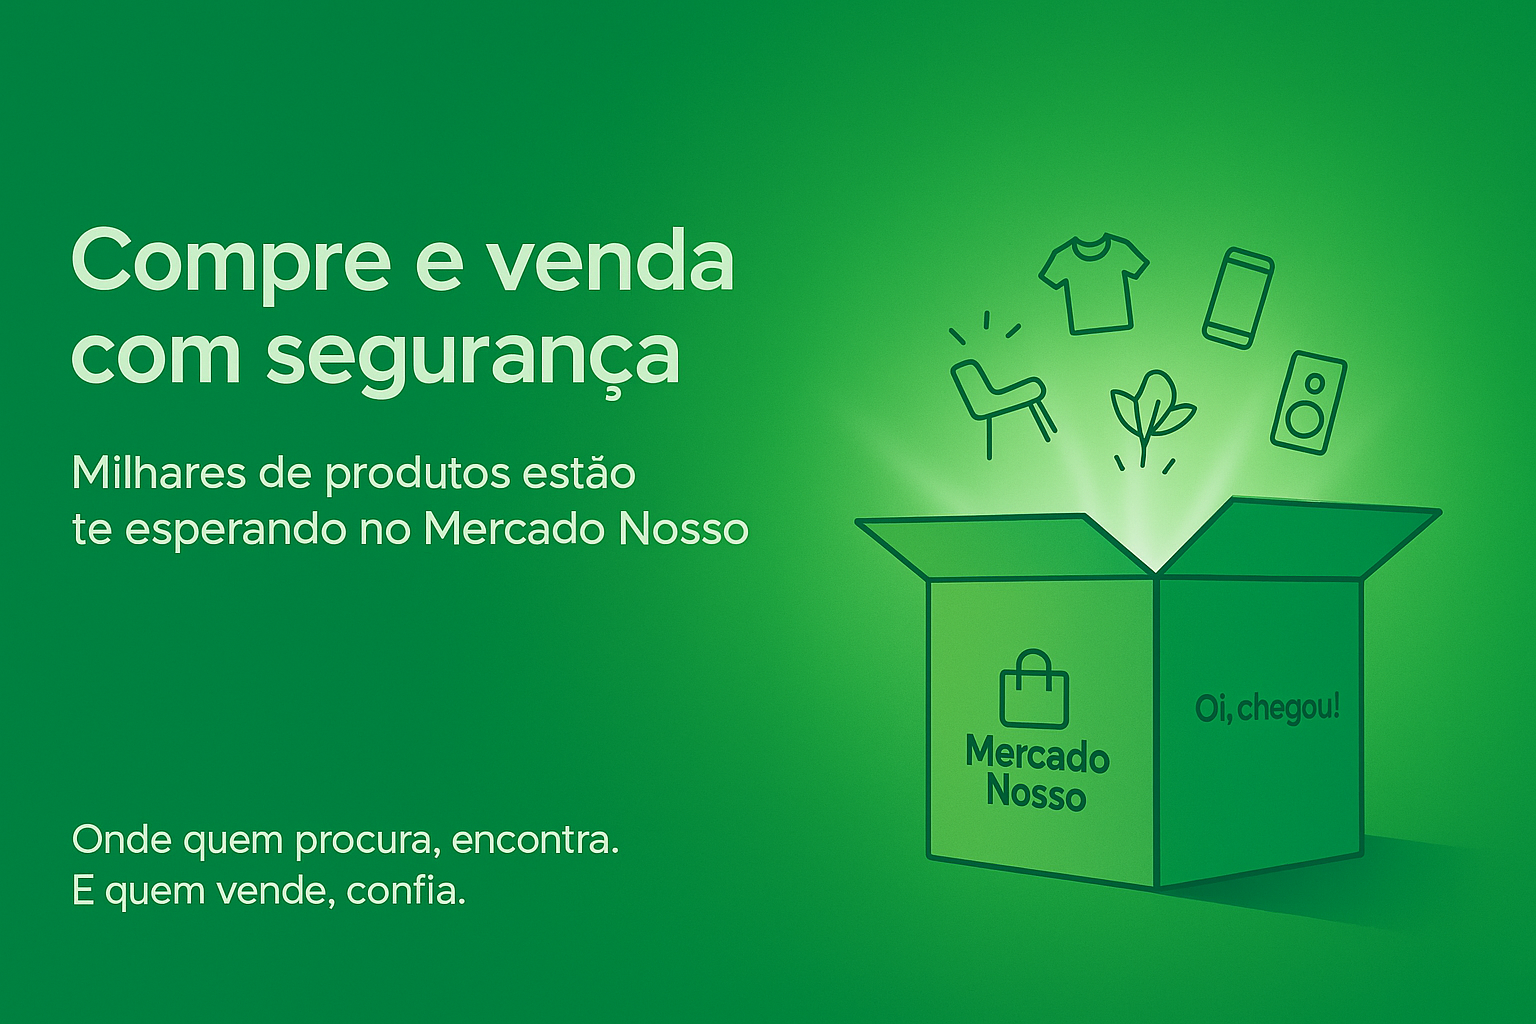 Compre e venda
com segurança
Milhares de produtos estão
te esperando no Mercado Nosso
Onde quem procura, encontra.
E quem vende, confia.
Mercado
Nosso
Oi, chegou!